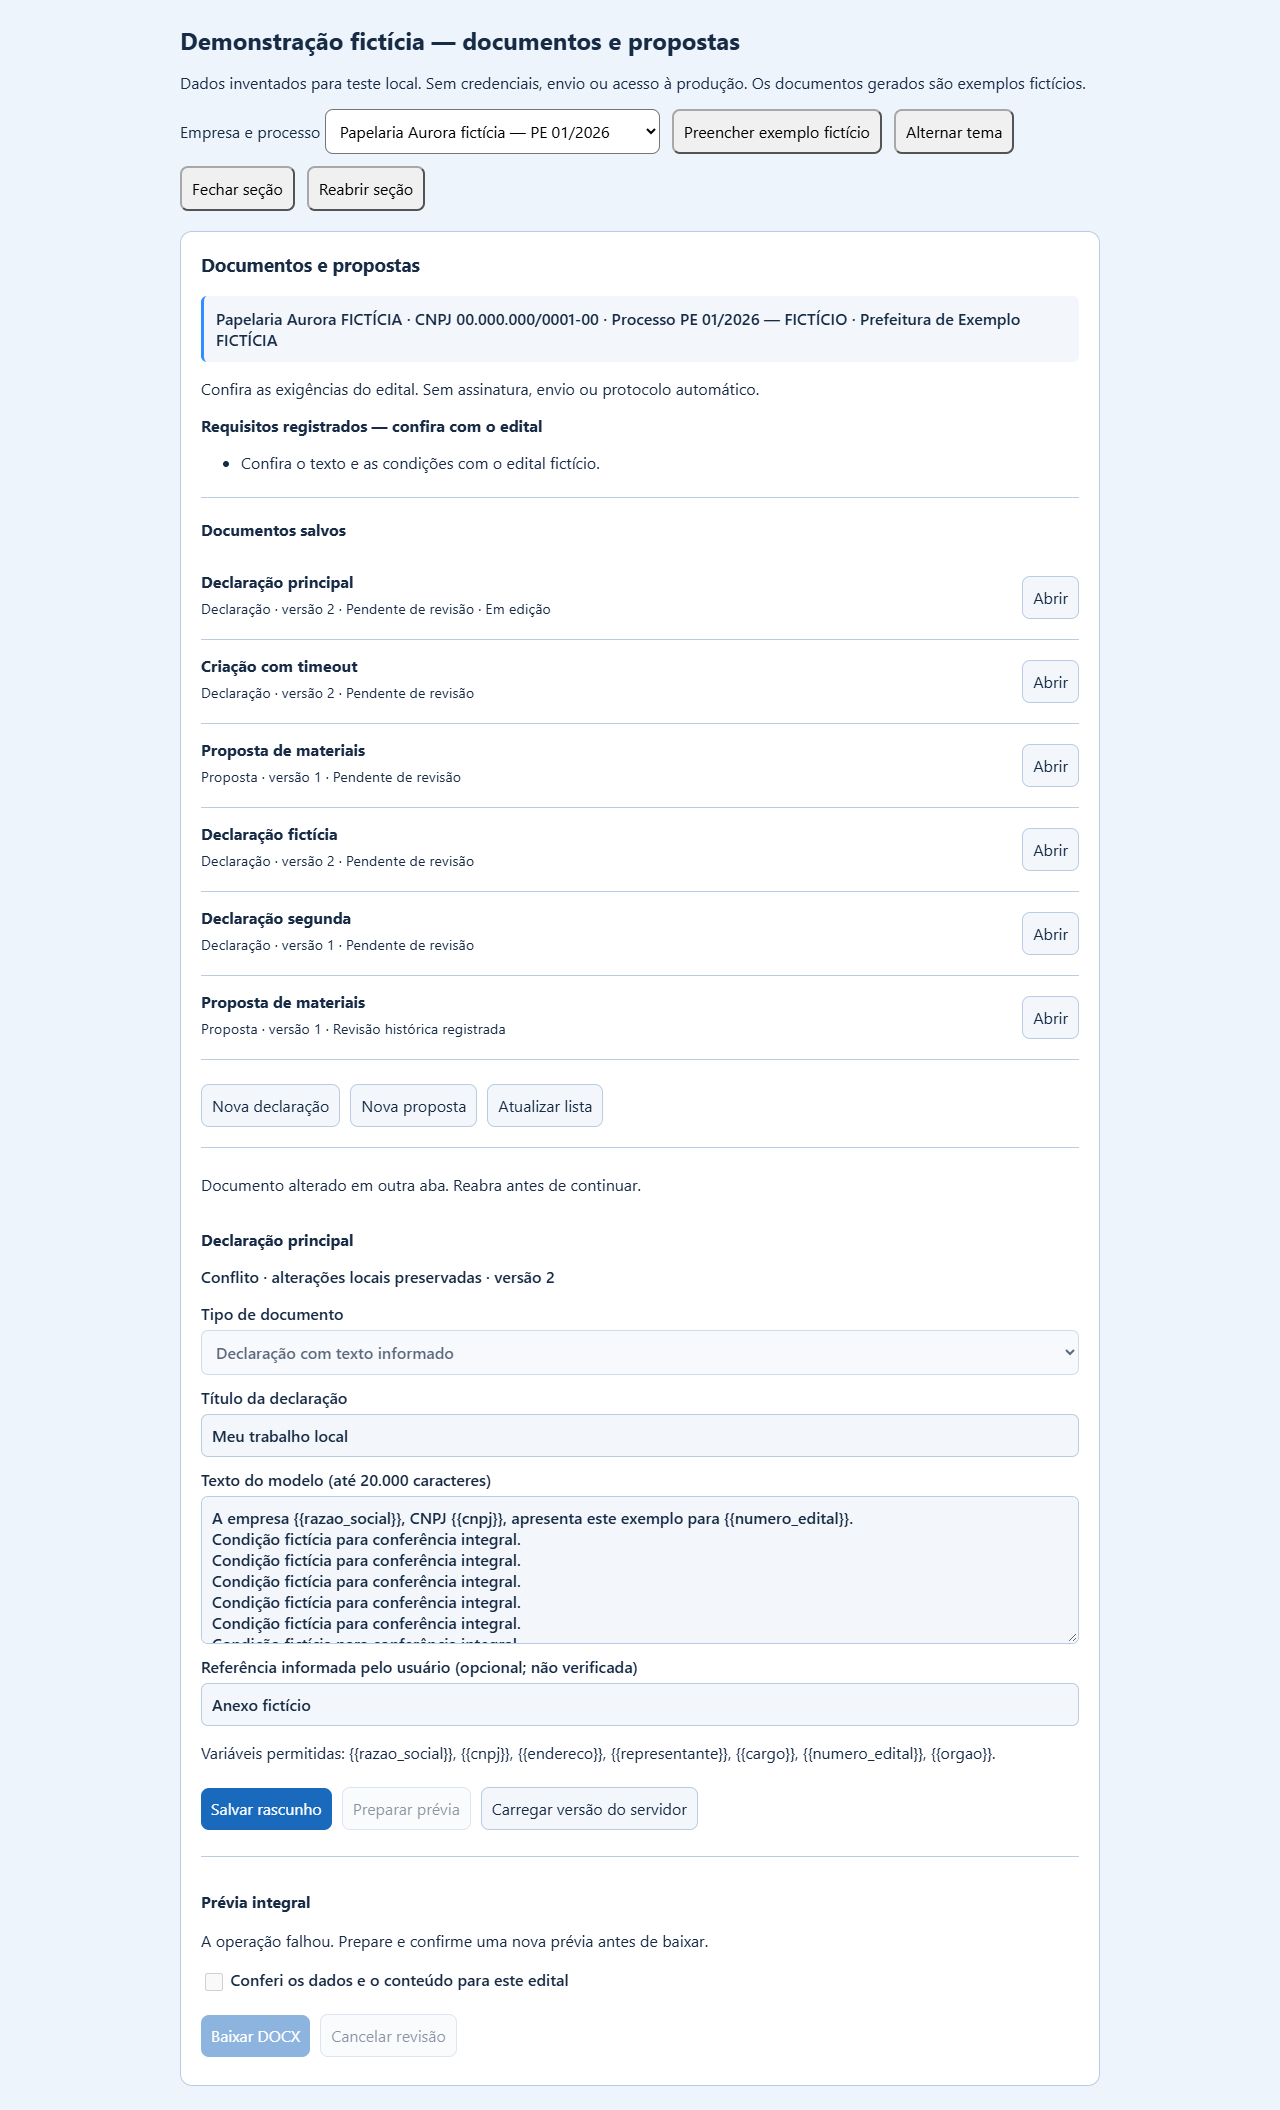 Demonstração fictícia — documentos e propostas
Dados inventados para teste local. Sem credenciais, envio ou acesso à produção. Os documentos gerados são exemplos fictícios.
Empresa e processo Papelaria Aurora fictícia — PE 01/2026 Preencher exemplo fictício Alternar tema
Fechar seção Reabrir seção
Documentos e propostas
Papelaria Aurora FICTÍCIA · CNPJ 00.000.000/0001-00 · Processo PE 01/2026 — FICTÍCIO · Prefeitura de Exemplo
FICTÍCIA
Confira as exigências do edital. Sem assinatura, envio ou protocolo automático.
Requisitos registrados — confira com o edital
• Confira o texto e as condições com o edital fictício.
Documentos salvos
Declaração principal
Declaração · versão 2 · Pendente de revisão · Em edição
Abrir
Criação com timeout
Declaração · versão 2 · Pendente de revisão
Abrir
Proposta de materiais
Proposta · versão 1 · Pendente de revisão
Abrir
Declaração fictícia
Declaração · versão 2 · Pendente de revisão
Abrir
Declaração segunda
Declaração · versão 1 · Pendente de revisão
Abrir
Proposta de materiais
Proposta · versão 1 · Revisão histórica registrada
Abrir
Nova declaração Nova proposta Atualizar lista
Documento alterado em outra aba. Reabra antes de continuar.
Declaração principal
Conflito · alterações locais preservadas · versão 2
Tipo de documento
Declaração com texto informado
Título da declaração
Meu trabalho local
Texto do modelo (até 20.000 caracteres)
A empresa {{razao_social}}, CNPJ {{cnpj}}, apresenta este exemplo para {{numero_edital}}.
Condição fictícia para conferência integral.
Condição fictícia para conferência integral.
Condição fictícia para conferência integral.
Condição fictícia para conferência integral.
Condição fictícia para conferência integral.
Condição fictícia para conferência integral.
Referência informada pelo usuário (opcional; não verificada)
Anexo fictício
Variáveis permitidas: {{razao_social}}, {{cnpj}}, {{endereco}}, {{representante}}, {{cargo}}, {{numero_edital}}, {{orgao}}.
Salvar rascunho Preparar prévia Carregar versão do servidor
Prévia integral
A operação falhou. Prepare e confirme uma nova prévia antes de baixar.
Conferi os dados e o conteúdo para este edital
Baixar DOCX Cancelar revisão